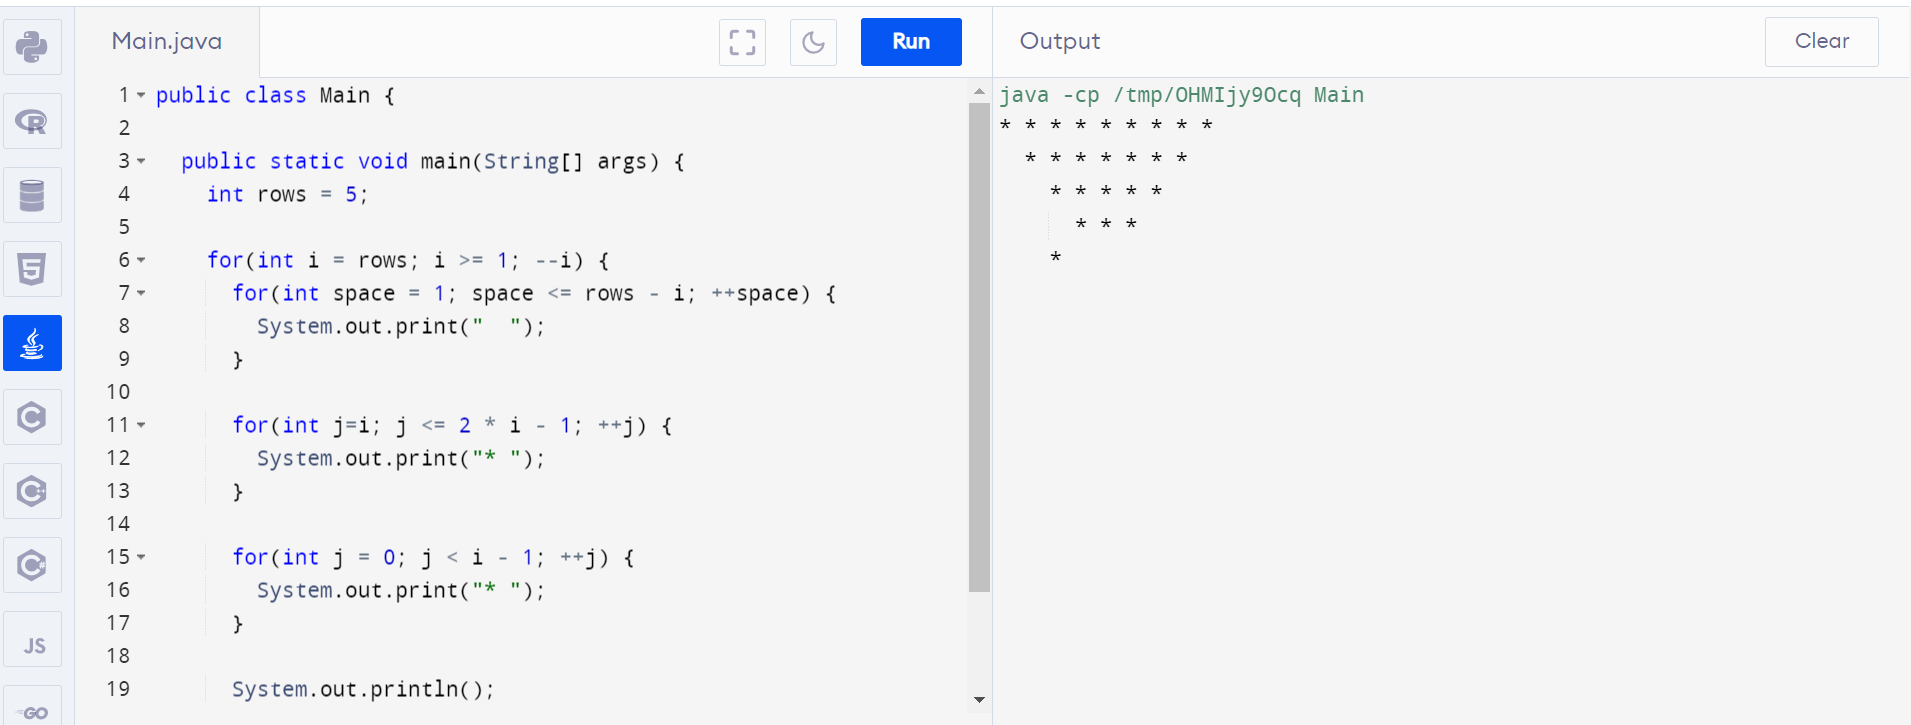 Main.java
Run
Output
Clear
1 public class Main {
2
3   public static void main(String[] args) {
4     int rows = 5;
5
6     for(int i = rows; i >= 1; --i) {
7       for(int space = 1; space <= rows - i; ++space) {
8         System.out.print("  ");
9       }
10
11       for(int j=i; j <= 2 * i - 1; ++j) {
12         System.out.print("* ");
13       }
14
15       for(int j = 0; j < i - 1; ++j) {
16         System.out.print("* ");
17       }
18
19       System.out.println();
java -cp /tmp/OHMIjy9Ocq Main
* * * * * * * * *
  * * * * * * *
    * * * * *
      * * *
    *
R
5
C
C++
C#
JS
GO